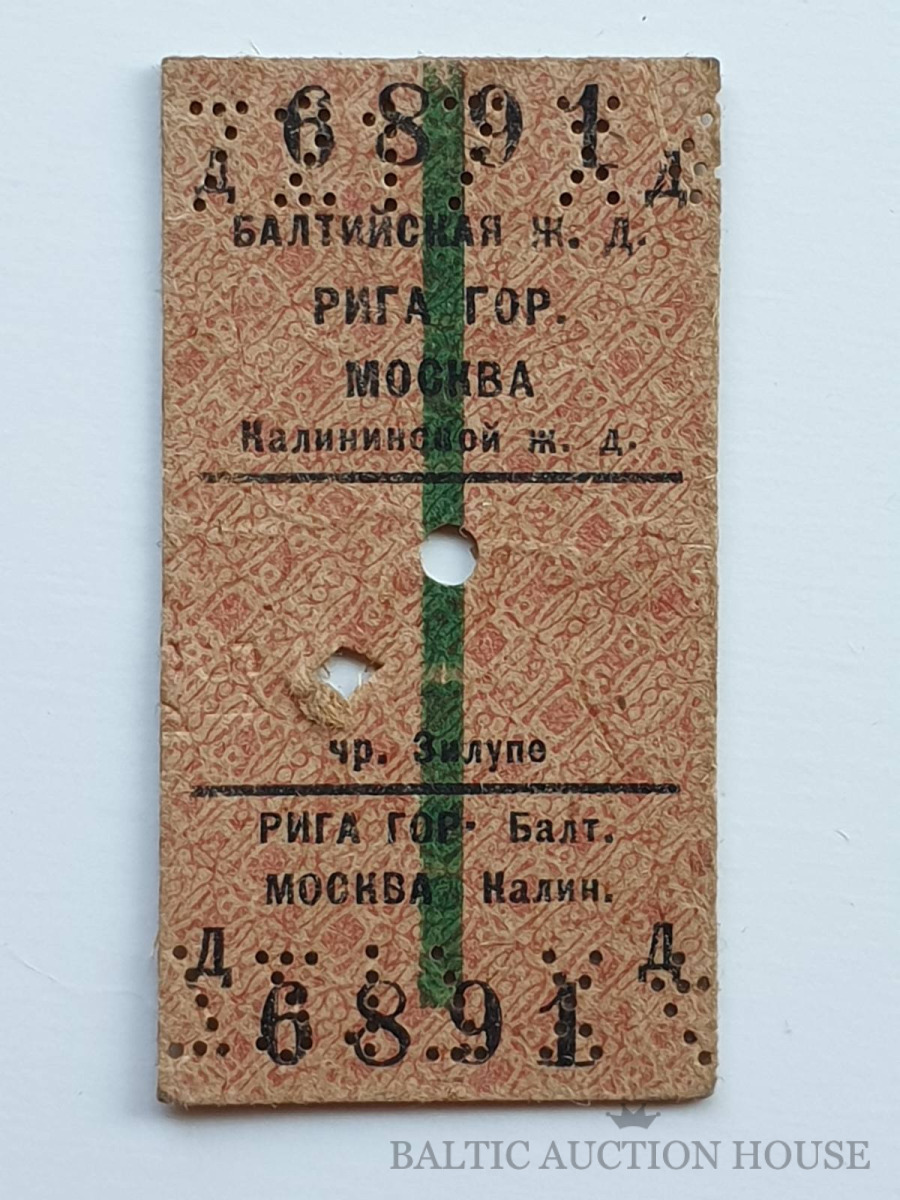 6891
Д Д
БАЛТИЙСКАЯ Ж. Д.
РИГА ГОР.
МОСКВА
Калининской ж. д.
чр. Зилупе
РИГА ГОР. Балт.
МОСКВА Калин.
Д Д
6891
BALTIC AUCTION HOUSE